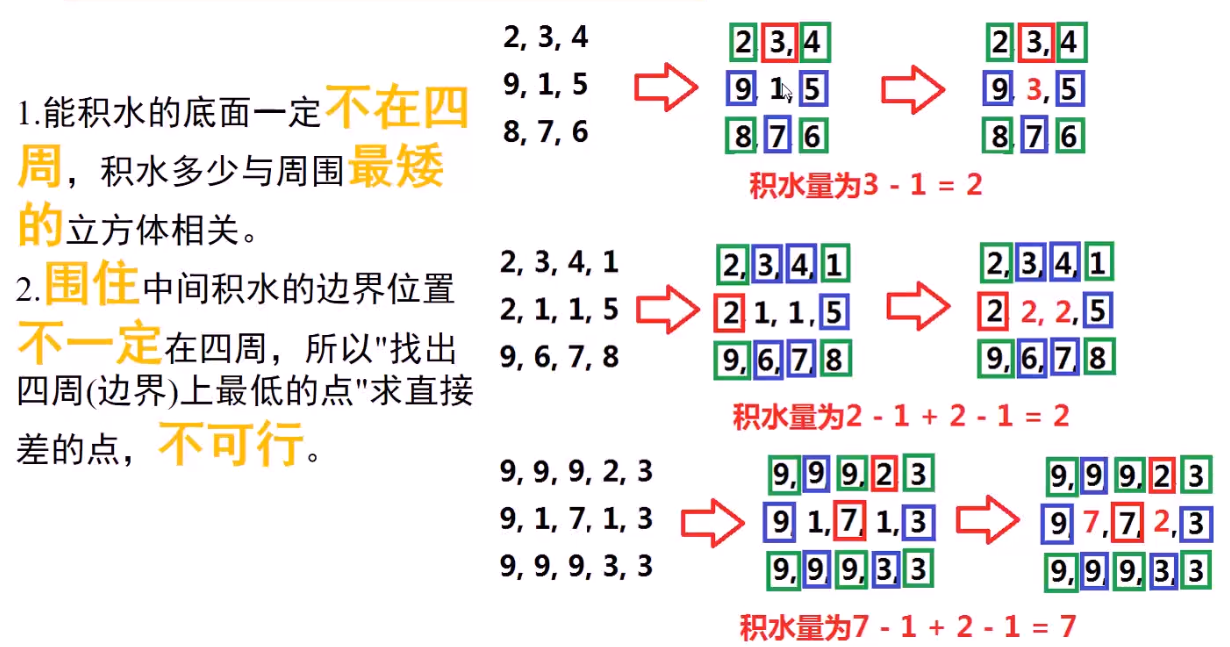 1.能积水的底面一定不在四
周，积水多少与周围最矮
的立方体相关。
2.围住中间积水的边界位置
不一定在四周，所以"找出
四周(边界)上最低的点"求直接
差的点，不可行。
2, 3, 4
9, 1, 5
8, 7, 6
2 3, 4
9, 1, 5
8, 7 6
2 3, 4
9, 3, 5
8, 7 6
积水量为3 - 1 = 2
2, 3, 4, 1
2, 1, 1, 5
9, 6, 7, 8
2, 3, 4, 1
2 1, 1, 5
9, 6, 7, 8
2, 3, 4, 1
2 2, 2, 5
9, 6, 7, 8
积水量为2 - 1 + 2 - 1 = 2
9, 9, 9, 2, 3
9, 1, 7, 1, 3
9, 9, 9, 3, 3
9, 9, 9, 2, 3
9, 1, 7, 1, 3
9, 9, 9, 3, 3
9, 9, 9, 2 3
9, 7, 7, 2, 3
9, 9, 9, 3, 3
积水量为7 - 1 + 2 - 1 = 7